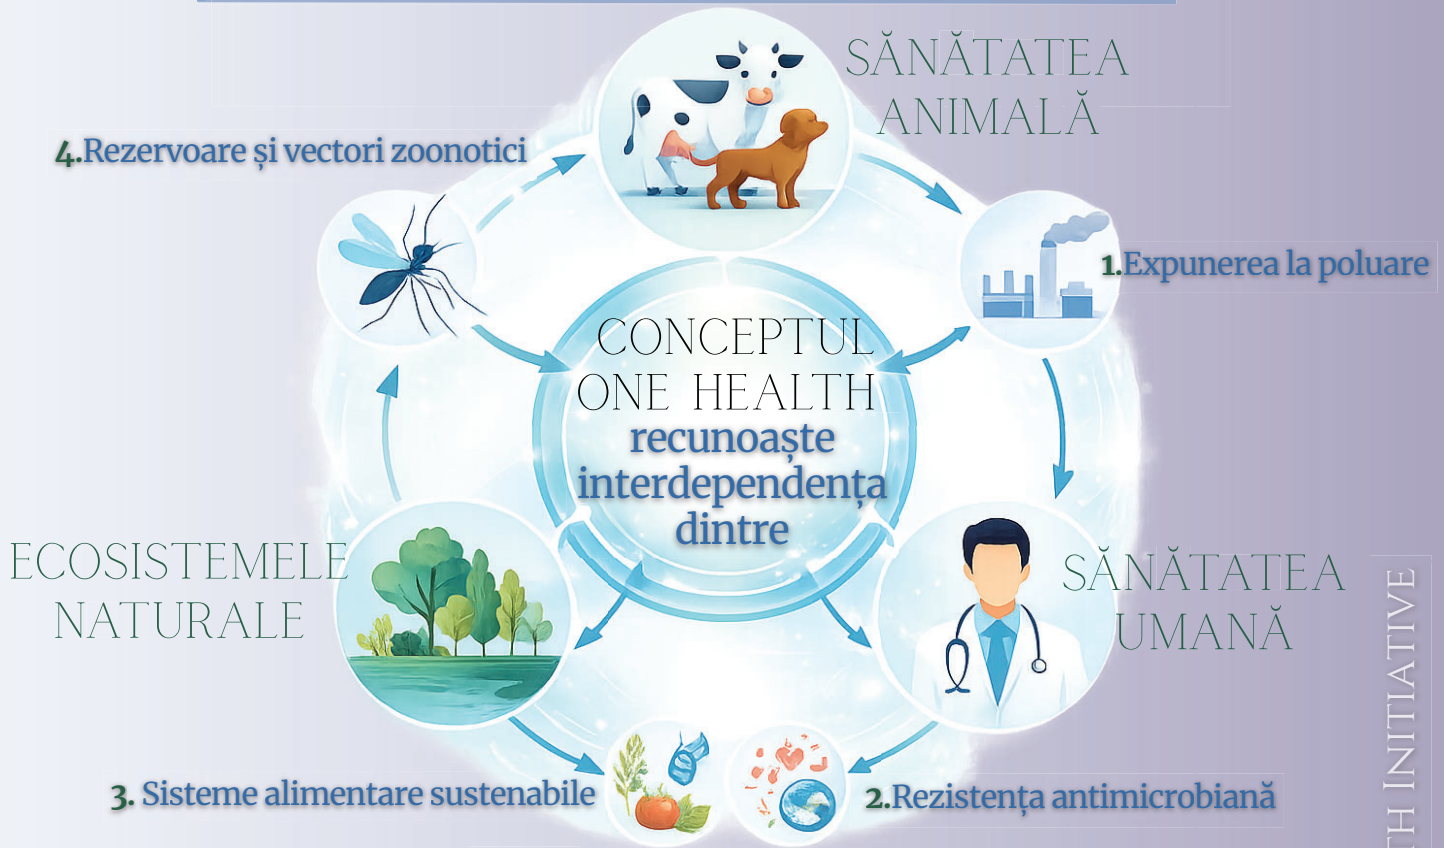 SĂNĂTATEA
ANIMALĂ
4.Rezervoare și vectori zoonotici
1.Expunerea la poluare
CONCEPTUL
ONE HEALTH
recunoaște
interdependența
dintre
ECOSISTEMELE
NATURALE
SĂNĂTATEA
UMANĂ
3. Sisteme alimentare sustenabile
2.Rezistența antimicrobiană
INITIATIVE